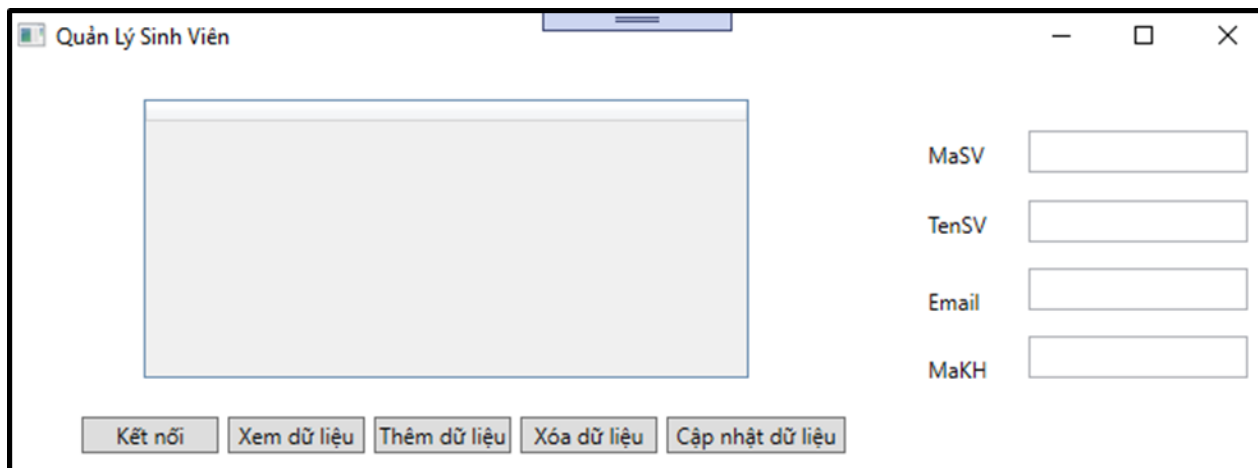 Quản Lý Sinh Viên
MaSV
TenSV
Email
MaKH
Kết nối Xem dữ liệu Thêm dữ liệu Xóa dữ liệu Cập nhật dữ liệu